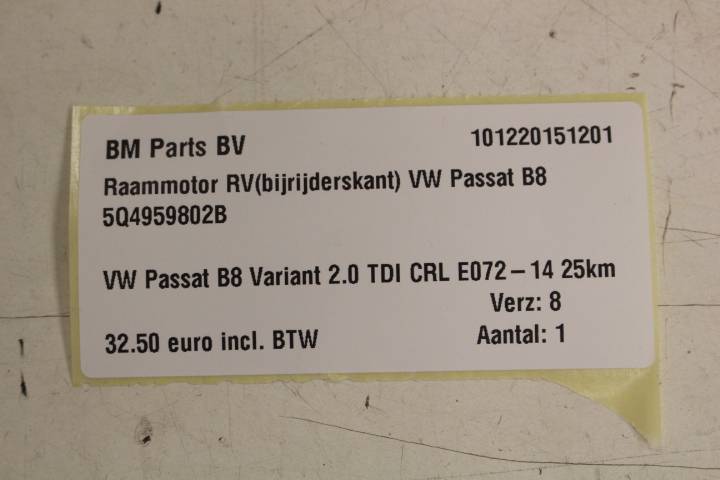 BM Parts BV 101220151201
Raammotor RV(bijrijderskant) VW Passat B8
5Q4959802B
VW Passat B8 Variant 2.0 TDI CRL E072-14 25km
Verz: 8
32.50 euro incl. BTW Aantal: 1